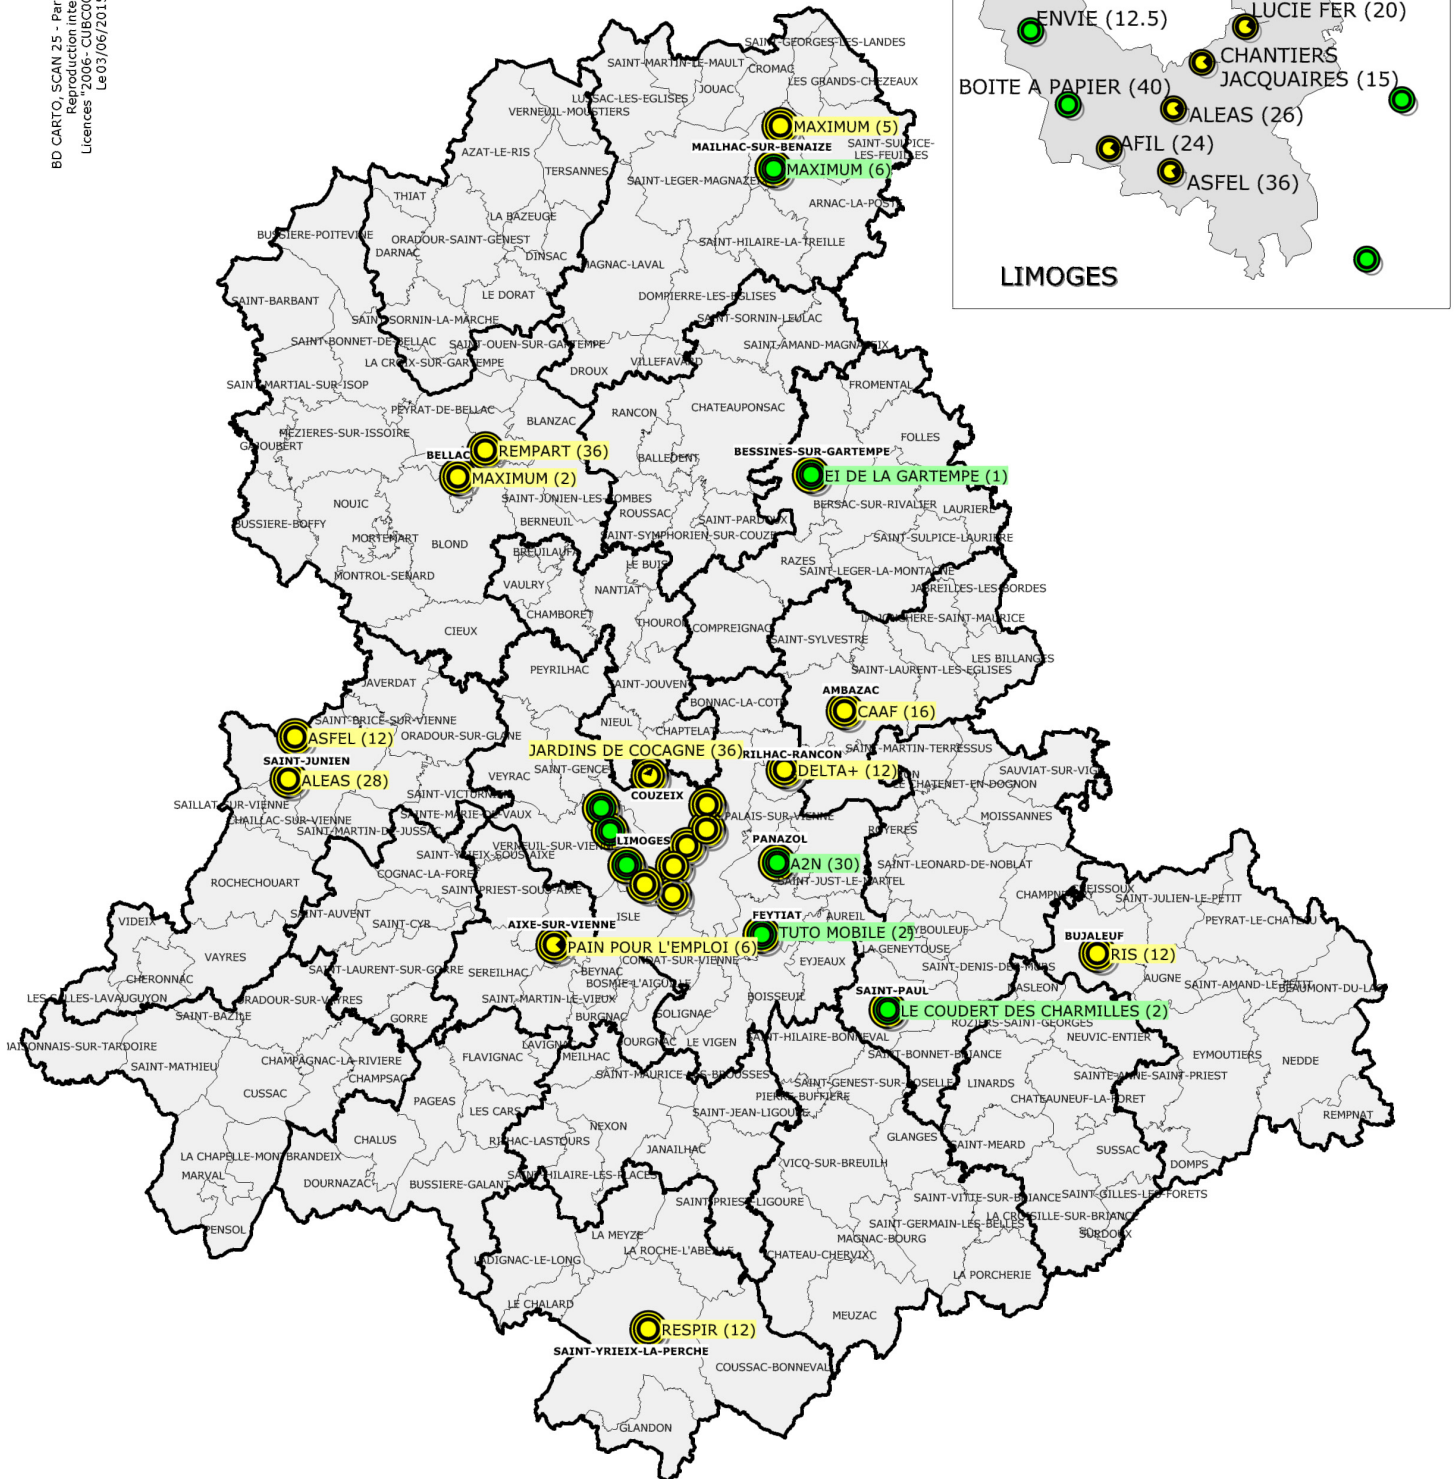 BD CARTO, SCAN 25 - Par
Reproduction inte
Licences "2006- CUBC00
Le 03/06/201
ENVIE (12.5)
LUCIE FER (20)
CHANTIERS
JACQUAIRES (15)
BOITE A PAPIER (40)
ALEAS (26)
AFIL (24)
ASFEL (36)
LIMOGES
SAINT-GEORGES-LES-LANDES
SAINT-MARTIN-LE-MAULT
CROMAC
LES GRANDS-CHEZEAUX
JOUAC
LUSSAC-LES-EGLISES
VERNEUIL-MOUSTIERS
MAXIMUM (5)
MAILHAC-SUR-BENAIZE
SAINT-SULPICE-
LES-FEUILLES
AZAT-LE-RIS
TERSANNES
MAXIMUM (6)
SAINT-LEGER-MAGNAZE
THIAT
ARNAC-LA-POSTE
LA BAZEUGE
BUSSIERE-POITEVINE
ORADOUR-SAINT-GENEST
SAINT-HILAIRE-LA-TREILLE
DARNAC
DINSAC
MAGNAC-LAVAL
LE DORAT
DOMPIERRE-LES-EGLISES
SAINT-BARBANT
SAINT-SORNIN-LA-MARCHE
SAINT-SORNIN-LEULAC
SAINT-BONNET-DE-BELLAC
SAINT-OUEN-SUR-GARTEMPE
SAINT-AMAND-MAGNAZEIX
LA CROIX-SUR-GARTEMPE
VILLEFAVARD
DROUX
SAINT-MARTIAL-SUR-ISOP
FROMENTAL
PEYRAT-DE-BELLAC
RANCON
CHATEAUPONSAC
BLANZAC
MEZIERES-SUR-ISSOIRE
FOLLES
GAJOUBERT
BELLAC
REMPART (36)
BALLEDENT
BESSINES-SUR-GARTEMPE
MAXIMUM (2)
EI DE LA GARTEMPE (1)
SAINT-JUNIEN-LES-COMBES
NOUIC
BERSAC-SUR-RIVALIER
LAURIERE
ROUSSAC
BUSSIERE-BOFFY
BERNEUIL
SAINT-PARDOUX
SAINT-SYMPHORIEN-SUR-COUZE
MORTEMART
BLOND
SAINT-SULPICE-LAURIERE
BREUILAUFA
LE BUIS
RAZES
SAINT-LEGER-LA-MONTAGNE
MONTROL-SENARD
VAULRY
NANTIAT
JABREILLES-LES-BORDES
CHAMBORET
THOURON
COMPREIGNAC
LA JONCHERE-SAINT-MAURICE
CIEUX
SAINT-SYLVESTRE
LES BILLANGES
PEYRILHAC
SAINT-LAURENT-LES-EGLISES
SAINT-JOUVENT
JAVERDAT
AMBAZAC
BONNAC-LA-COTE
CAAF (16)
SAINT-BRICE-SUR-VIENNE
NIEUL
CHAPTELAT
ASFEL (12)
ORADOUR-SUR-GLANE
JARDINS DE COCAGNE (36)
RILHAC-RANCON
SAINT-MARTIN-TERRESSUS
SAINT-JUNIEN
SAINT-GENCE
DELTA+ (12)
SAUVIAT-SUR-VIGE
ALEAS (28)
VEYRAC
LE CHATENET-EN-DOGNON
SAINT-VICTURNIEN
COUZEIX
SAILLAT-SUR-VIENNE
SAINTE-MARIE-DE-VAUX
PALAIS-SUR-VIENNE
MOISSANNES
CHAILLAC-SUR-VIENNE
SAINT-MARTIN-DE-JUSSAC
ROYERES
LIMOGES
PANAZOL
VERNEUIL-SUR-VIENNE
SAINT-YRIEIX-SOUS-AIXE
A2N (30)
SAINT-LEONARD-DE-NOBLAT
COGNAC-LA-FORET
ROCHECHOUART
SAINT-PRIEST-SOUS-AIXE
SAINT-JUST-LE-MARTEL
SAINT-JULIEN-LE-PETIT
SAINT-AUVENT
FEYTIAT
AUREIL
ISLE
PEYRAT-LE-CHATEAU
VIDEIX
SAINT-CYR
AIXE-SUR-VIENNE
TUTO MOBILE (2)
EYBOULEUF
BUJALEUF
PAIN POUR L'EMPLOI (6)
LA GENEYTOUSE
RIS (12)
VAYRES
CONDAT-SUR-VIENNE
EYJEAUX
SAINT-LAURENT-SUR-GORRE
SEREILHAC
BEYNAC
SAINT-DENIS-DES-MURS
CHERONNAC
BOSMIE-L'AIGUILLE
AUGNE
SAINT-AMAND-LE-PETIT
SAINT-PAUL
MASLEON
BEAUMONT-DU-LAC
LES SALLES-LAVAUGUYON
ORADOUR-SUR-VAYRES
SAINT-MARTIN-LE-VIEUX
BOISSEUIL
LE COUDERT DES CHARMILLES (2)
SAINT-BAZILE
GORRE
BURGNAC
SOLIGNAC
ROZIERS-SAINT-GEORGES
AISONNAIS-SUR-TARDOIRE
LAVIGNAC
JOURGNAC
LE VIGEN
SAINT-HILAIRE-BONNEVAL
NEUVIC-ENTIER
SAINT-MATHIEU
CHAMPAGNAC-LA-RIVIERE
FLAVIGNAC
MEILHAC
SAINT-BONNET-BRIANCE
EYMOUTIERS
NEDDE
CHAMPSAC
SAINT-MAURICE-LES-BROUSSES
SAINTE-ANNE-SAINT-PRIEST
SAINT-GENEST-SUR-ROSELLE
LINARDS
CUSSAC
PIERRE-BUFFIERE
PAGEAS
CHATEAUNEUF-LA-FORET
LES CARS
SAINT-JEAN-LIGOURE
REMPNAT
NEXON
CHALUS
RILHAC-LASTOURS
GLANGES
JANAILHAC
SAINT-MEARD
SUSSAC
LA CHAPELLE-MONTBRANDEIX
VICQ-SUR-BREUILH
DOMPS
MARVAL
DOURNAZAC
BUSSIERE-GALANT
SAINT-HILAIRE-LES-PLACES
SAINT-PRIEST-LIGOURE
SAINT-VITTE-SUR-BRIANCE
SAINT-GILLES-LES-FORETS
PENSOL
LA CROISILLE-SUR-BRIANCE
SAINT-GERMAIN-LES-BELLES
SURDOUX
LA MEYZE
MAGNAC-BOURG
LA ROCHE-L'ABEILLE
CHATEAU-CHERVIX
LADIGNAC-LE-LONG
LA PORCHERIE
LE CHALARD
MEUZAC
RESPIR (12)
SAINT-YRIEIX-LA-PERCHE
COUSSAC-BONNEVAL
GLANDON